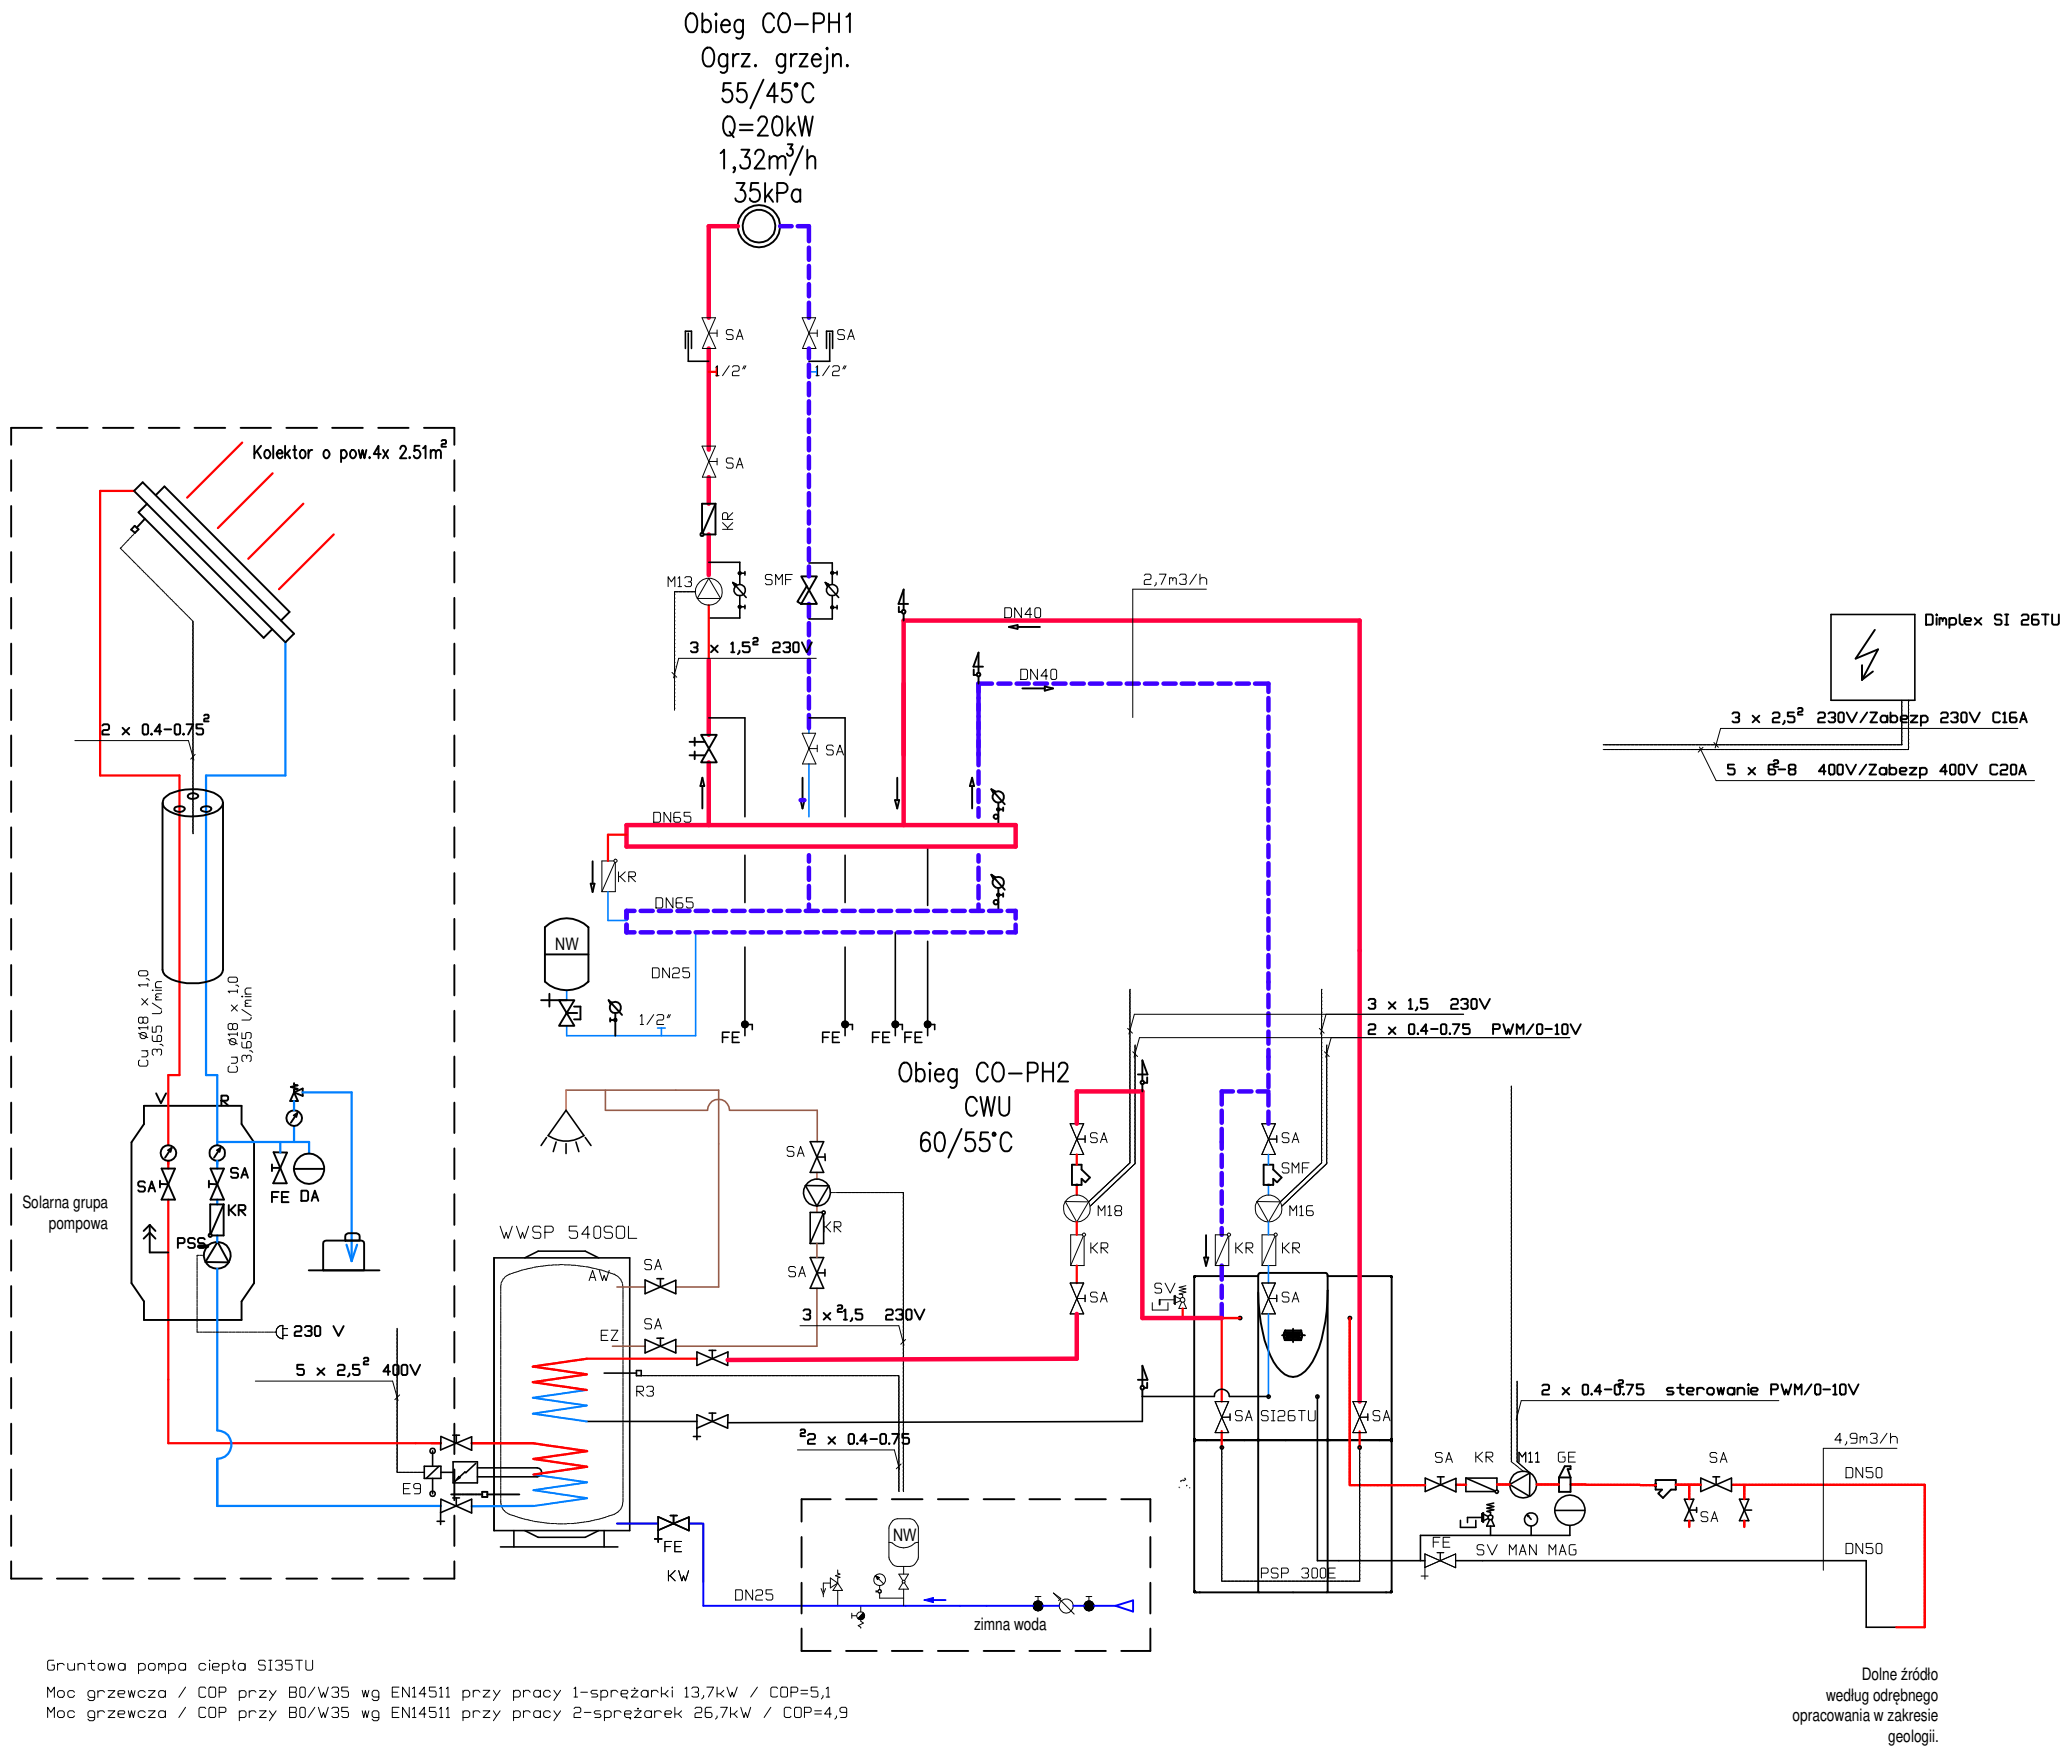 Obieg CO-PH1
Ogrz. grzejn.
55/45°C
Q=20kW
1,32m³/h
35kPa
SA
SA
1/2"
1/2"
SA
KR
M13
SMF
3 x 1,5² 230V
SA
DN65
KR
DN65
NW
DN25
1/2"
FE
FE
FE
FE
DN40
DN40
2,7m3/h
Dimplex SI 26TU
3 x 2,5² 230V/Zabezp 230V C16A
5 x 6²-8 400V/Zabezp 400V C20A
Kolektor o pow.4x 2.51m²
2 x 0.4-0.75²
Cu ø18 x 1,0
3,65 l/min
Cu ø18 x 1,0
3,65 l/min
V
R
SA
SA
KR
PSS
FE
DA
Solarna grupa
pompowa
230 V
5 x 2,5² 400V
E9
WWSP 540SOL
AW
SA
EZ
SA
R3
SA
KR
SA
3 x ²1,5 230V
²2 x 0.4-0.75
FE
KW
DN25
NW
zimna woda
Obieg CO-PH2
CWU
60/55°C
3 x 1,5 230V
2 x 0.4-0.75 PWM/0-10V
SA
M18
KR
SA
SA
SMF
M16
KR
KR
SA
SV
SA
SI26TU
SA
PSP 300E
2 x 0.4-0²75 sterowanie PWM/0-10V
SA
KR
M11
GE
SA
SA
4,9m3/h
DN50
FE
SV MAN MAG
DN50
Gruntowa pompa ciepła SI35TU
Moc grzewcza / COP przy B0/W35 wg EN14511 przy pracy 1-sprężarki 13,7kW / COP=5,1
Moc grzewcza / COP przy B0/W35 wg EN14511 przy pracy 2-sprężarek 26,7kW / COP=4,9
Dolne źródło
według odrębnego
opracowania w zakresie
geologii.